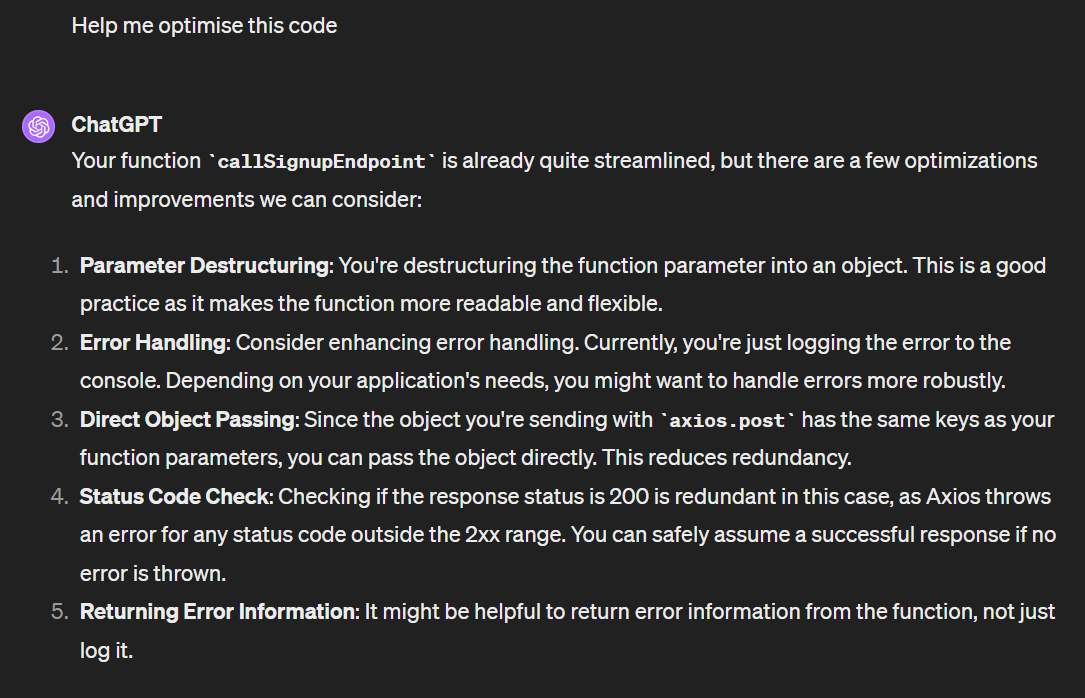 Help me optimise this code
ChatGPT
Your function `callSignupEndpoint` is already quite streamlined, but there are a few optimizations
and improvements we can consider:
1. Parameter Destructuring: You're destructuring the function parameter into an object. This is a good
practice as it makes the function more readable and flexible.
2. Error Handling: Consider enhancing error handling. Currently, you're just logging the error to the
console. Depending on your application's needs, you might want to handle errors more robustly.
3. Direct Object Passing: Since the object you're sending with `axios.post` has the same keys as your
function parameters, you can pass the object directly. This reduces redundancy.
4. Status Code Check: Checking if the response status is 200 is redundant in this case, as Axios throws
an error for any status code outside the 2xx range. You can safely assume a successful response if no
error is thrown.
5. Returning Error Information: It might be helpful to return error information from the function, not just
log it.